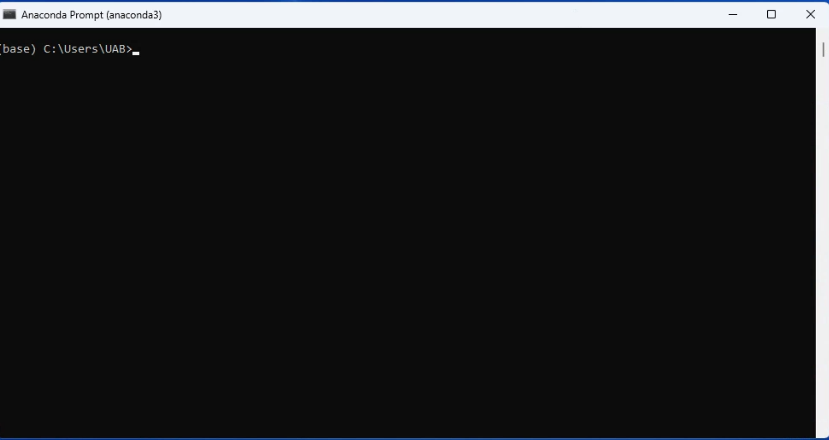 Anaconda Prompt (anaconda3)
(base) C:\Users\UAB>